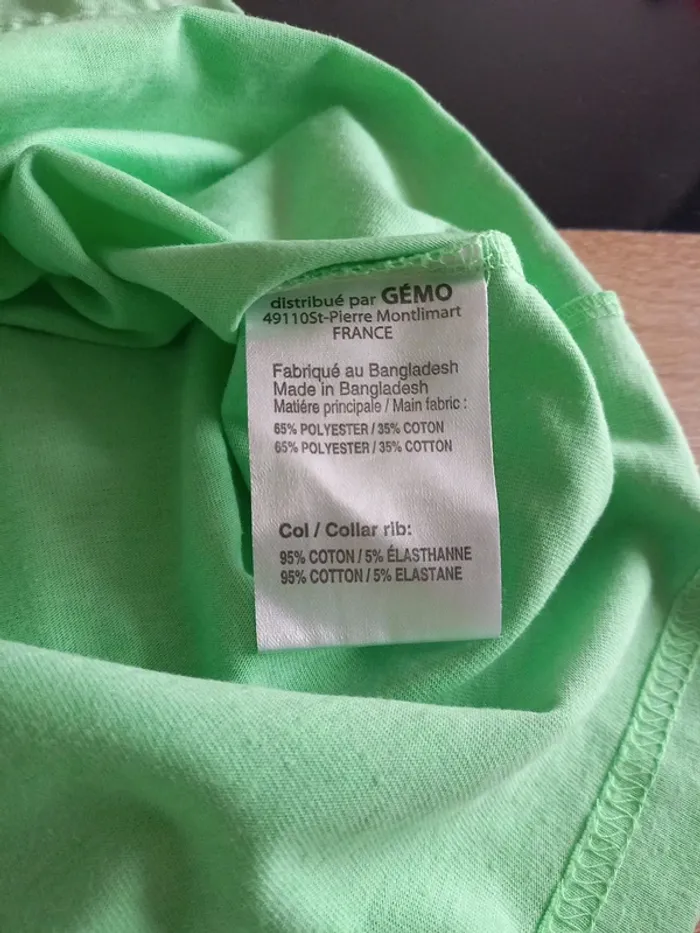 distribué par GÉMO
49110St-Pierre Montlimart
FRANCE
Fabriqué au Bangladesh
Made in Bangladesh
Matiére principale / Main fabric :
65% POLYESTER / 35% COTON
65% POLYESTER / 35% COTTON
Col / Collar rib:
95% COTON / 5% ÉLASTHANNE
95% COTTON / 5% ELASTANE